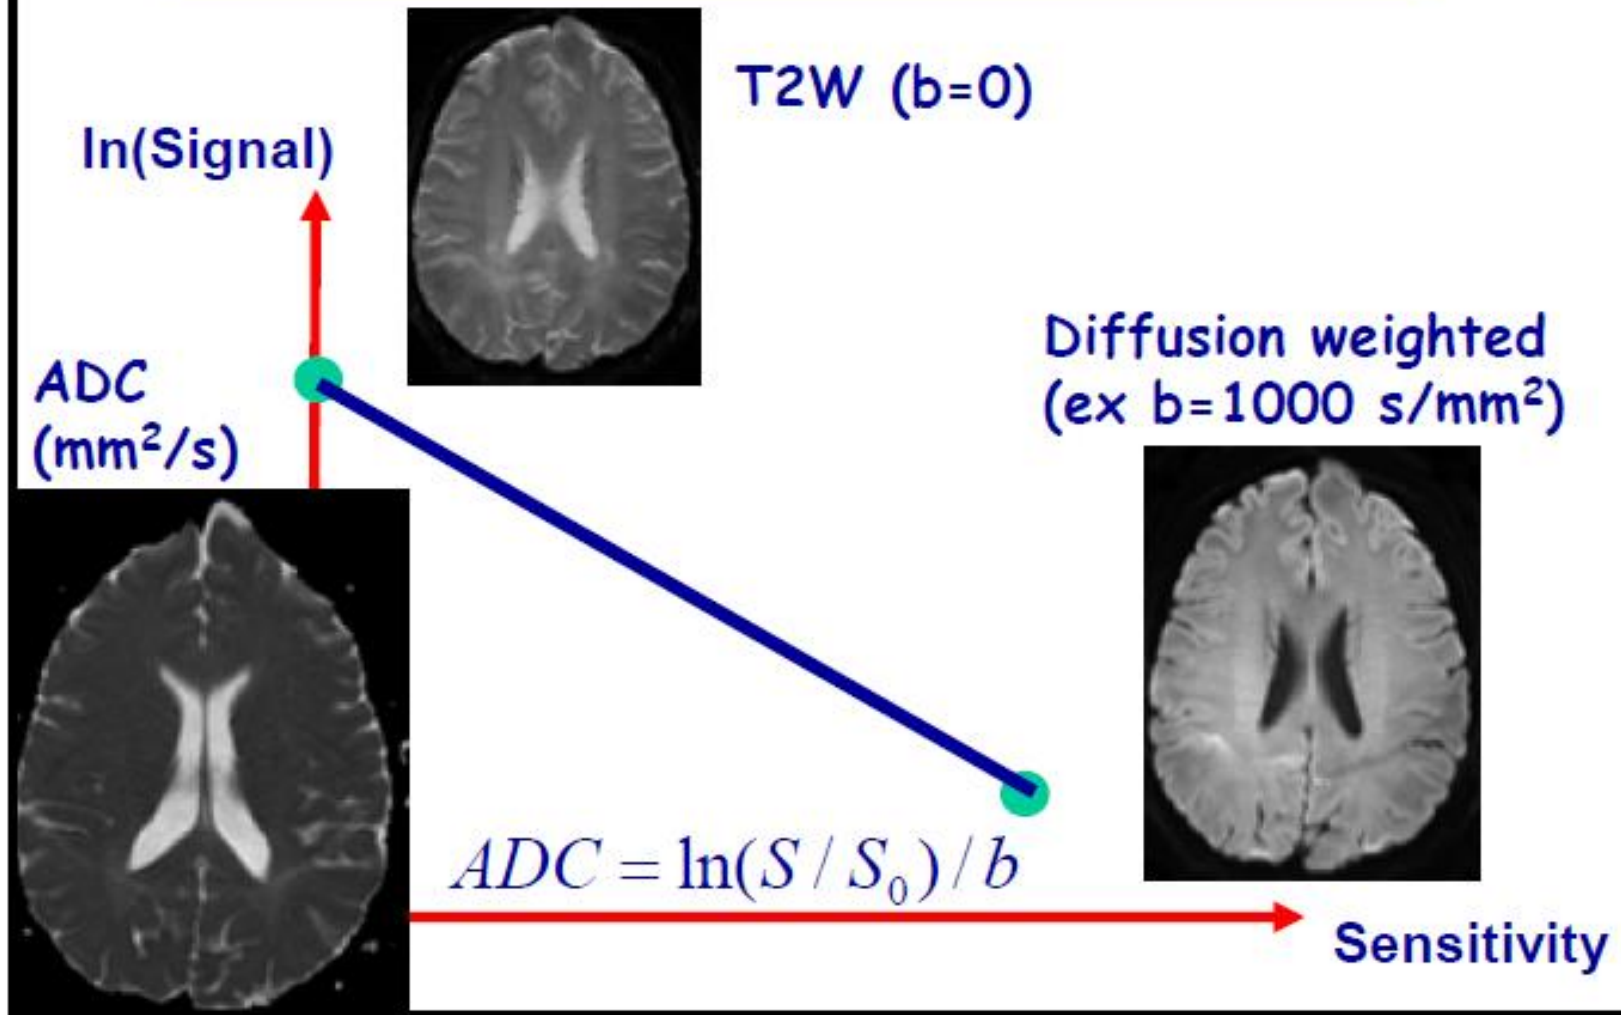 T2W (b=0)
ln(Signal)
Diffusion weighted
(ex b=1000 s/mm²)
ADC
(mm²/s)
ADC = ln(S / S₀) / b
Sensitivity